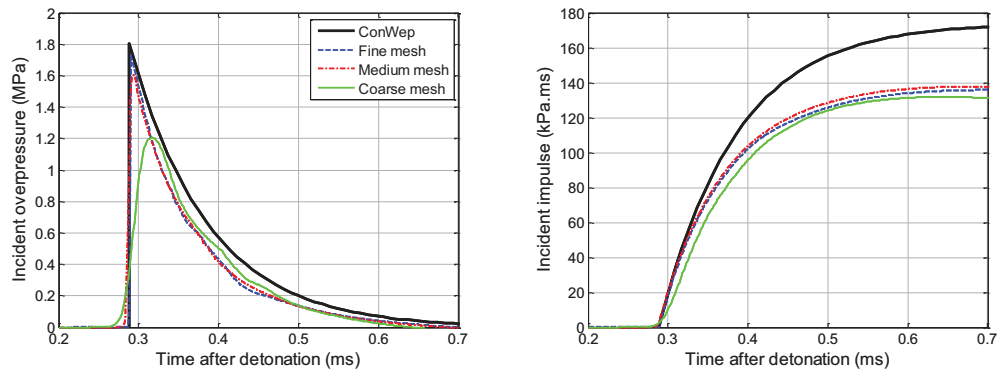 2
1.8
1.6
1.4
1.2
1
0.8
0.6
0.4
0.2
0
0.2 0.3 0.4 0.5 0.6 0.7
Incident overpressure (MPa)
Time after detonation (ms)
ConWep
Fine mesh
Medium mesh
Coarse mesh
180
160
140
120
100
80
60
40
20
0
0.2 0.3 0.4 0.5 0.6 0.7
Incident impulse (kPa.ms)
Time after detonation (ms)